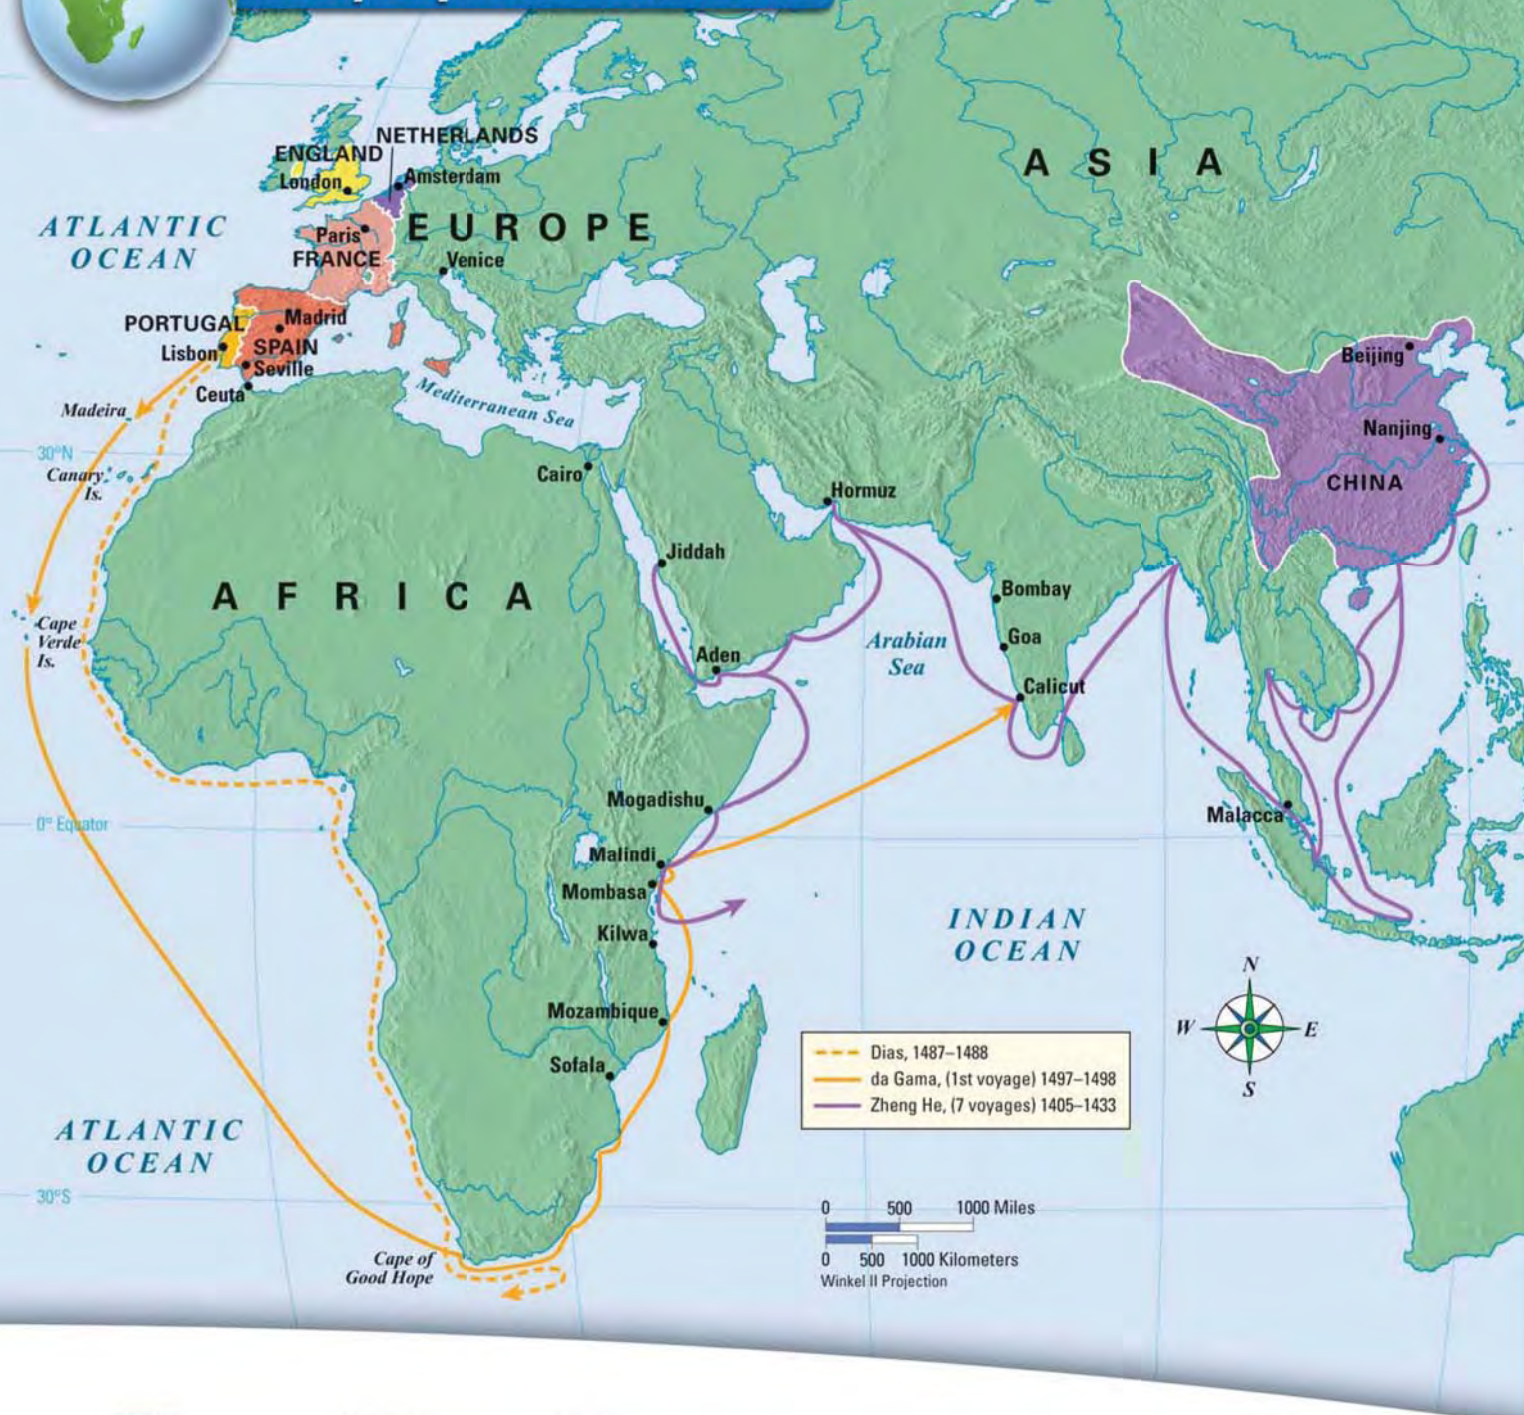 NETHERLANDS
ENGLAND
London
Amsterdam
ASIA
ATLANTIC
OCEAN
EUROPE
Paris
FRANCE
Venice
PORTUGAL
Madrid
Lisbon
SPAIN
Seville
Ceuta
Beijing
Madeira
Mediterranean Sea
Nanjing
30°N
Canary
Is.
Cairo
CHINA
Hormuz
Jiddah
AFRICA
Bombay
Cape
Verde
Is.
Goa
Arabian
Sea
Aden
Calicut
Mogadishu
Malacca
0° Equator
Malindi
Mombasa
INDIAN
OCEAN
Kilwa
Mozambique
Sofala
N
W
E
S
Dias, 1487–1488
da Gama, (1st voyage) 1497–1498
Zheng He, (7 voyages) 1405–1433
ATLANTIC
OCEAN
30°S
0 500 1000 Miles
0 500 1000 Kilometers
Winkel II Projection
Cape of
Good Hope